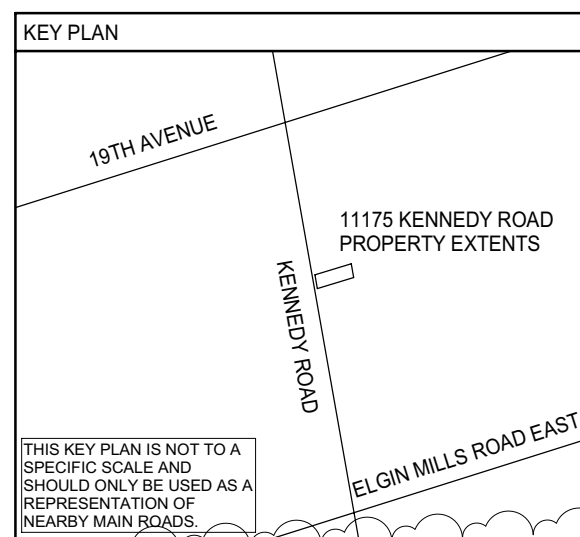 KEY PLAN
19TH AVENUE
11175 KENNEDY ROAD
PROPERTY EXTENTS
KENNEDY ROAD
ELGIN MILLS ROAD EAST
THIS KEY PLAN IS NOT TO A
SPECIFIC SCALE AND
SHOULD ONLY BE USED AS A
REPRESENTATION OF
NEARBY MAIN ROADS.